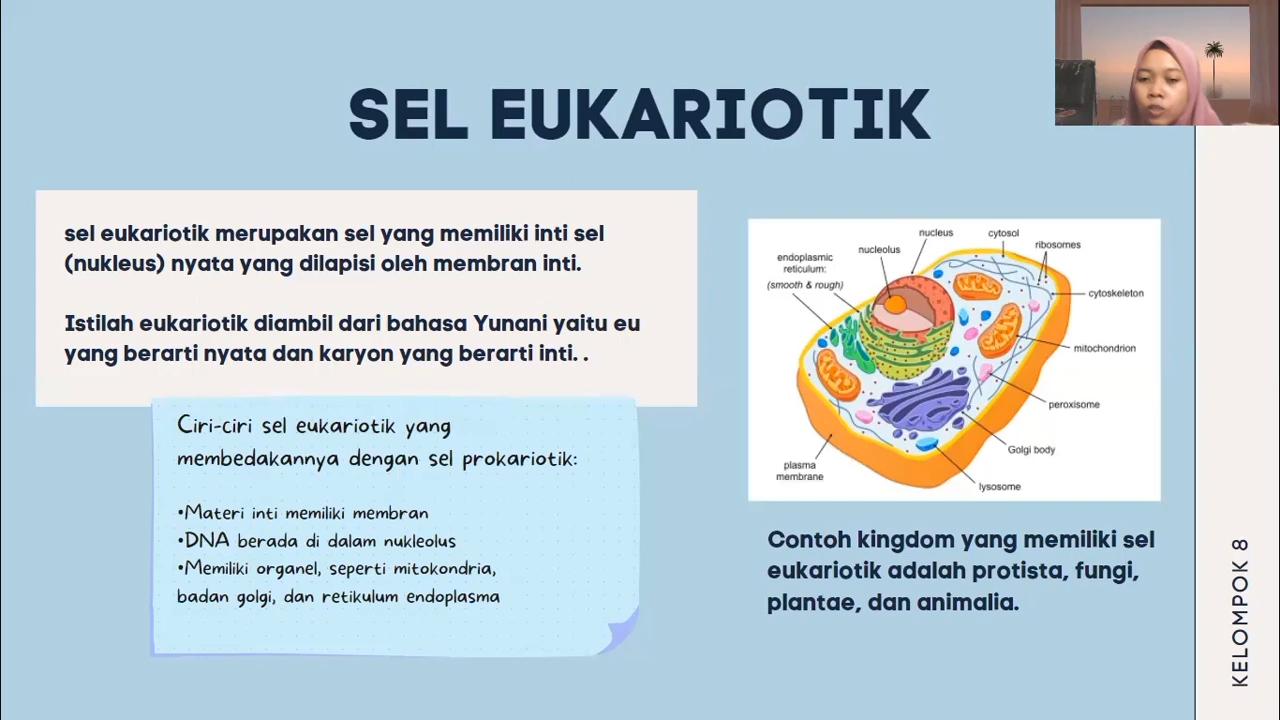 SEL EUKARIOTIK
sel eukariotik merupakan sel yang memiliki inti sel
(nukleus) nyata yang dilapisi oleh membran inti.
Istilah eukariotik diambil dari bahasa Yunani yaitu eu
yang berarti nyata dan karyon yang berarti inti. .
Ciri-ciri sel eukariotik yang
membedakannya dengan sel prokariotik:
•Materi inti memiliki membran
•DNA berada di dalam nukleolus
•Memiliki organel, seperti mitokondria,
badan golgi, dan retikulum endoplasma
nucleus
cytosol
nucleolus
ribosomes
endoplasmic
reticulum:
(smooth & rough)
cytoskeleton
mitochondrion
peroxisome
Golgi body
plasma
membrane
lysosome
Contoh kingdom yang memiliki sel
eukariotik adalah protista, fungi,
plantae, dan animalia.
KELOMPOK 8